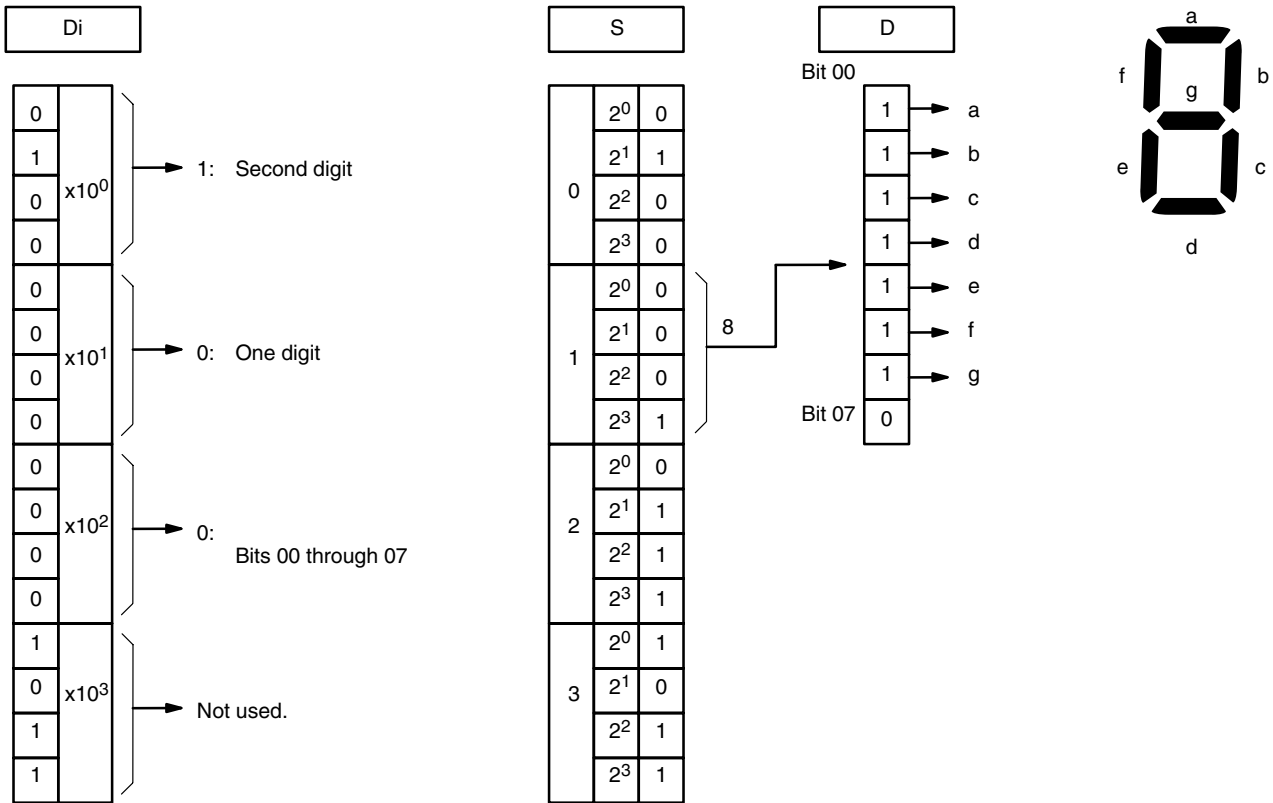 Di
S
D
a
f
b
g
e
c
d
Bit 00
0
1
0
0
x10⁰
1: Second digit
0
0
0
0
x10¹
0: One digit
0
0
0
0
x10²
0:
Bits 00 through 07
1
0
1
1
x10³
Not used.
0
2⁰ 0
2¹ 1
2² 0
2³ 0
1
2⁰ 0
2¹ 0
2² 0
2³ 1
8
2
2⁰ 0
2¹ 1
2² 1
2³ 1
3
2⁰ 1
2¹ 0
2² 1
2³ 1
1 a
1 b
1 c
1 d
1 e
1 f
1 g
Bit 07 0